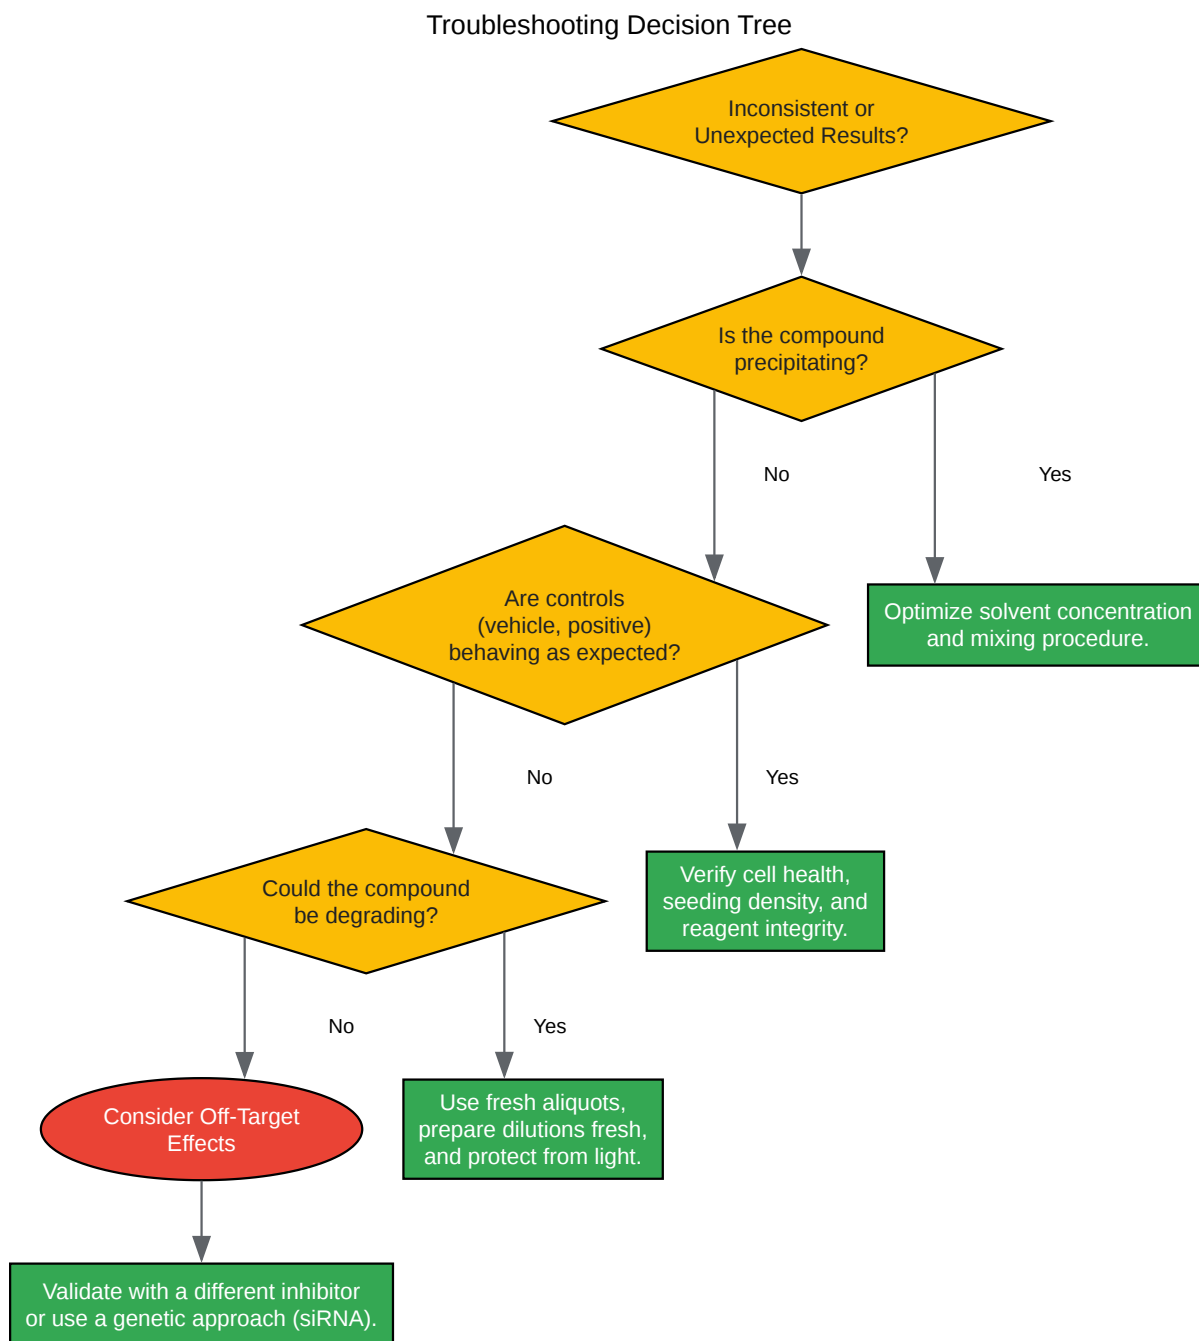 Troubleshooting Decision Tree
Inconsistent or
Unexpected Results?
Is the compound
precipitating?
No
Yes
Are controls
(vehicle, positive)
behaving as expected?
Optimize solvent concentration
and mixing procedure.
No
Yes
Could the compound
be degrading?
Verify cell health,
seeding density, and
reagent integrity.
No
Yes
Consider Off-Target
Effects
Use fresh aliquots,
prepare dilutions fresh,
and protect from light.
Validate with a different inhibitor
or use a genetic approach (siRNA).